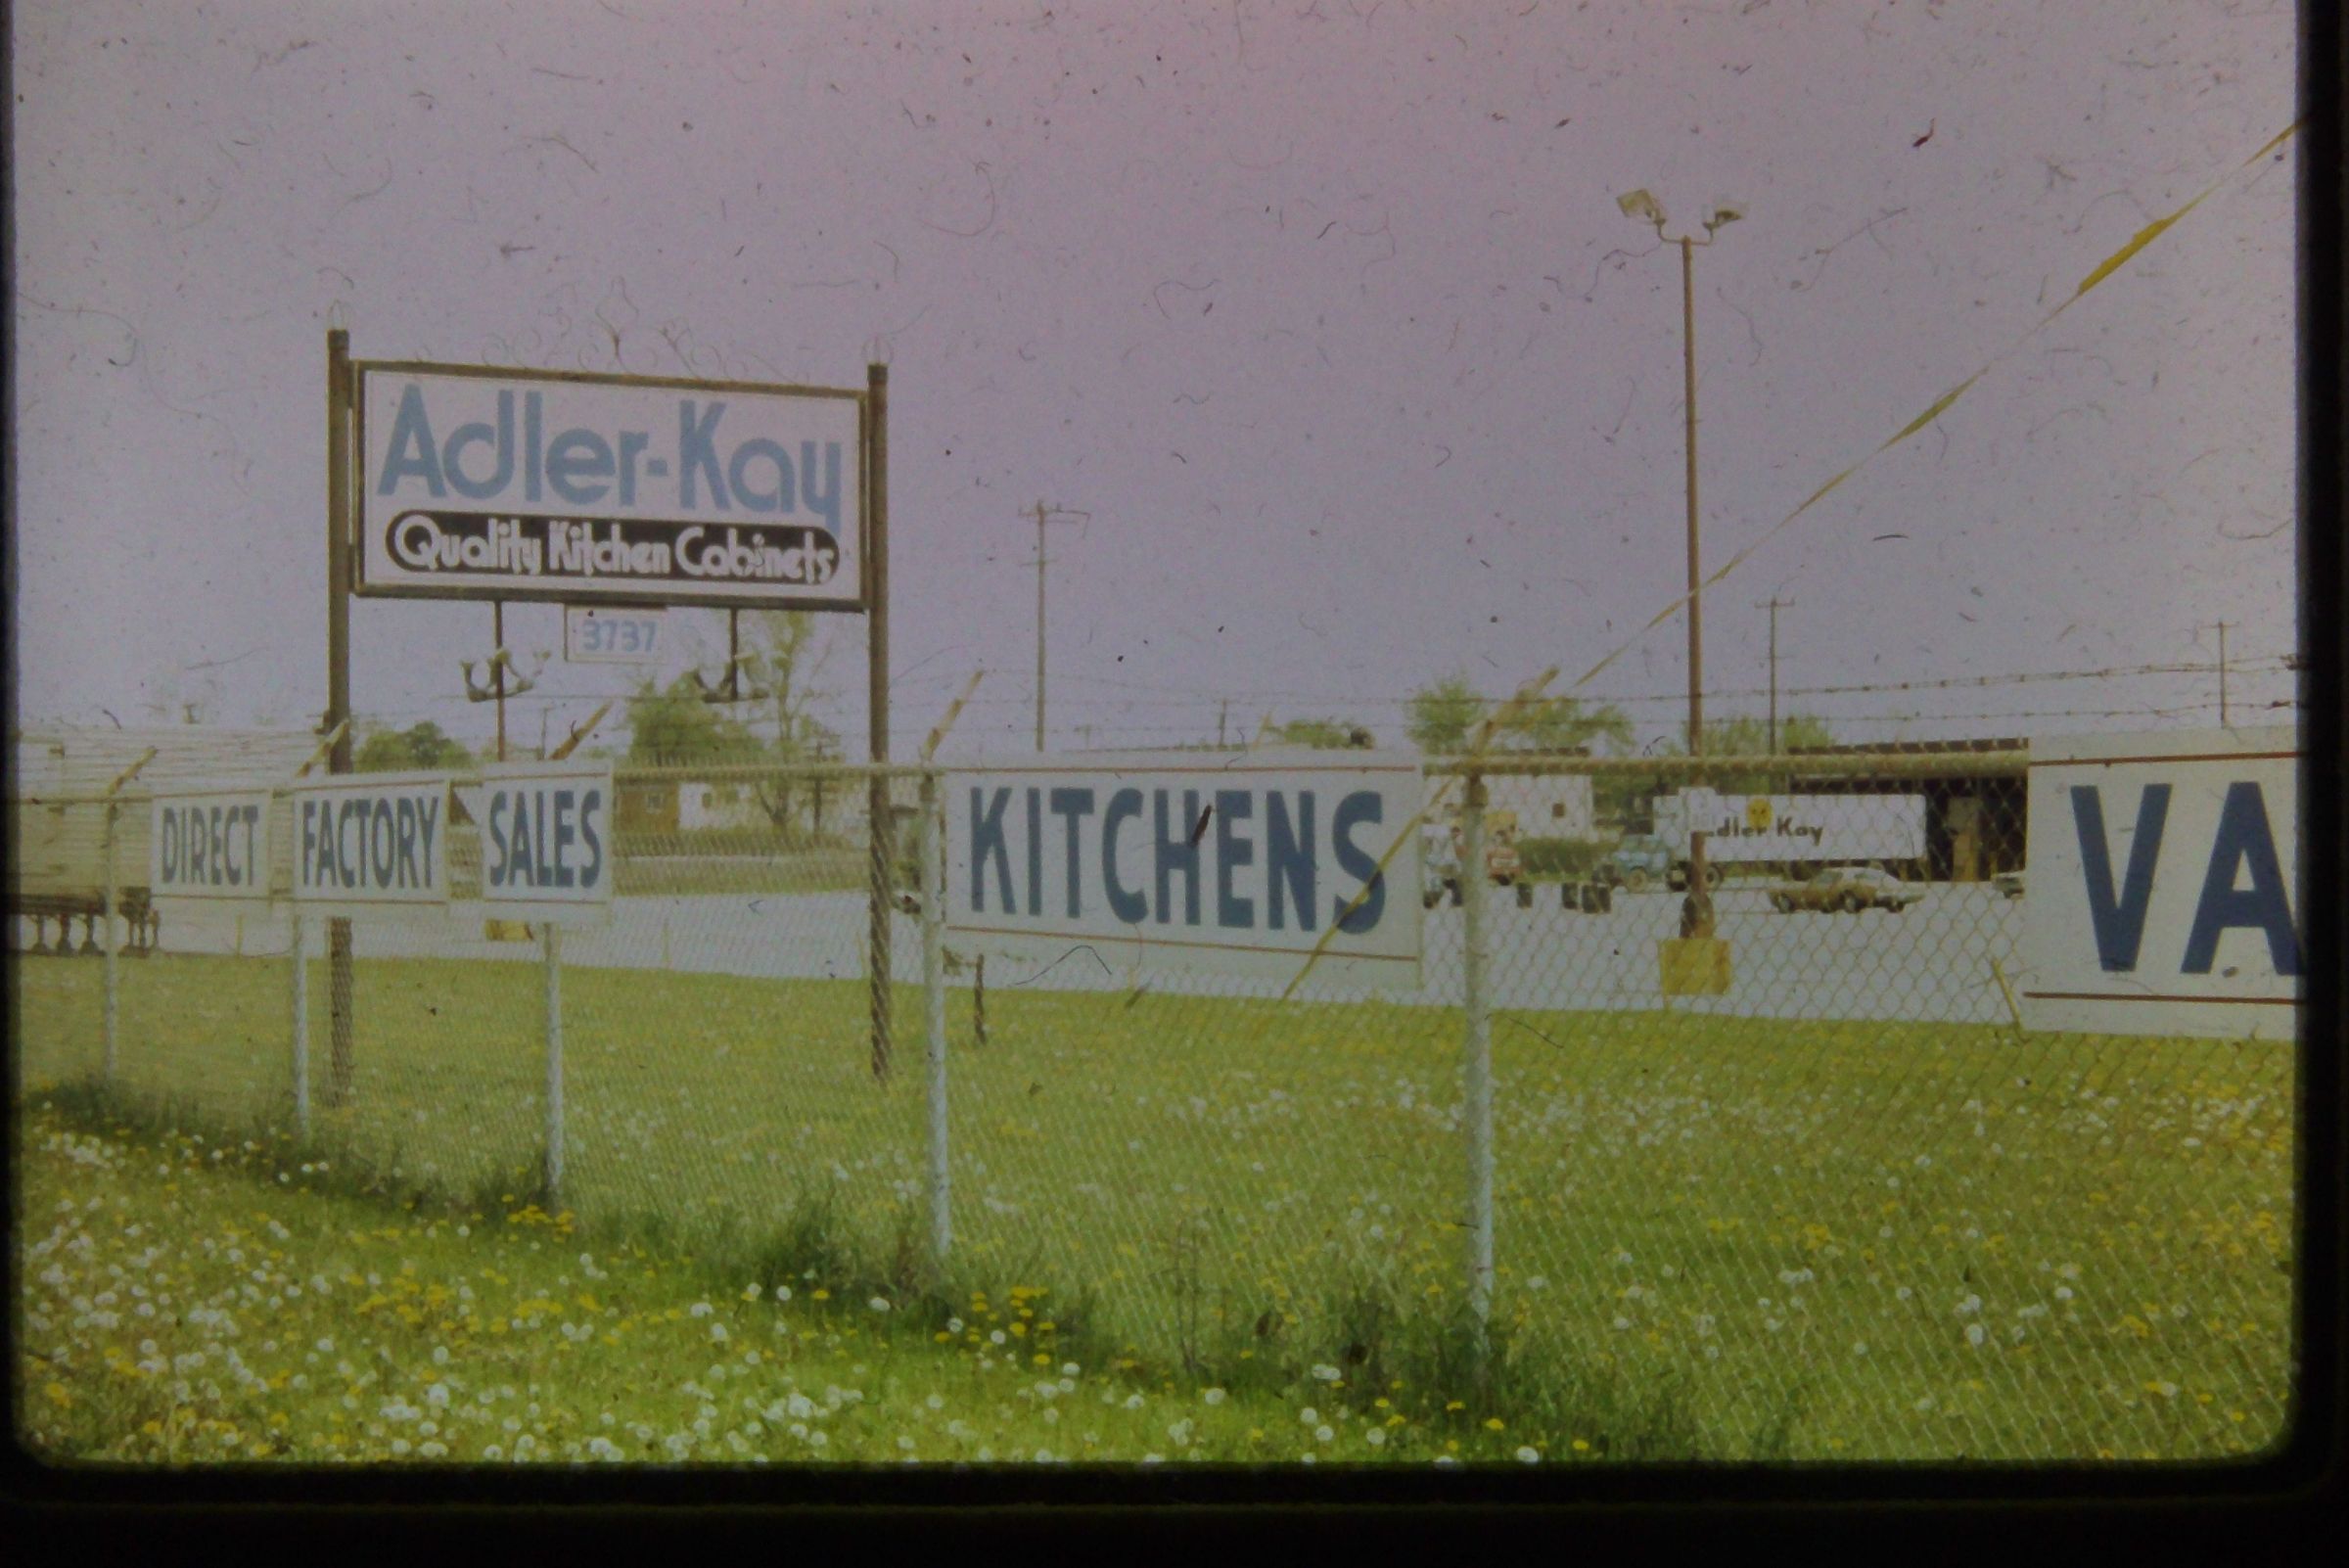 Adler-Kay
Quality Kitchen Cabinets
3737
DIRECT FACTORY SALES
KITCHENS
VA
dler Kay